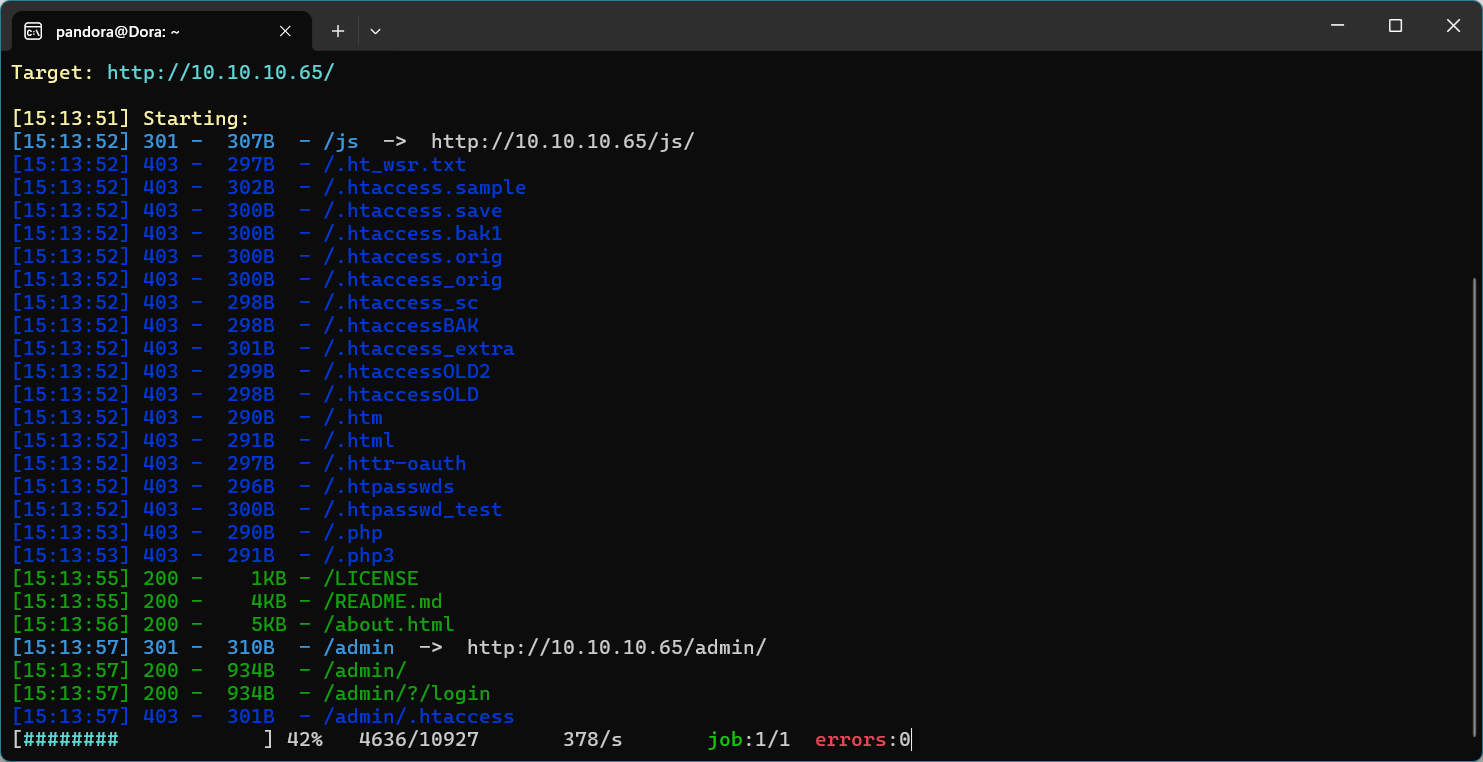 pandora@Dora: ~
Target: http://10.10.10.65/
[15:13:51] Starting:
[15:13:52] 301 -  307B  - /js  ->  http://10.10.10.65/js/
[15:13:52] 403 -  297B  - /.ht_wsr.txt
[15:13:52] 403 -  302B  - /.htaccess.sample
[15:13:52] 403 -  300B  - /.htaccess.save
[15:13:52] 403 -  300B  - /.htaccess.bak1
[15:13:52] 403 -  300B  - /.htaccess.orig
[15:13:52] 403 -  300B  - /.htaccess_orig
[15:13:52] 403 -  298B  - /.htaccess_sc
[15:13:52] 403 -  298B  - /.htaccessBAK
[15:13:52] 403 -  301B  - /.htaccess_extra
[15:13:52] 403 -  299B  - /.htaccessOLD2
[15:13:52] 403 -  298B  - /.htaccessOLD
[15:13:52] 403 -  290B  - /.htm
[15:13:52] 403 -  291B  - /.html
[15:13:52] 403 -  297B  - /.httr-oauth
[15:13:52] 403 -  296B  - /.htpasswds
[15:13:52] 403 -  300B  - /.htpasswd_test
[15:13:53] 403 -  290B  - /.php
[15:13:53] 403 -  291B  - /.php3
[15:13:55] 200 -    1KB - /LICENSE
[15:13:55] 200 -    4KB - /README.md
[15:13:56] 200 -    5KB - /about.html
[15:13:57] 301 -  310B  - /admin  ->  http://10.10.10.65/admin/
[15:13:57] 200 -  934B  - /admin/
[15:13:57] 200 -  934B  - /admin/?/login
[15:13:57] 403 -  301B  - /admin/.htaccess
[########            ] 42%   4636/10927       378/s       job:1/1  errors:0